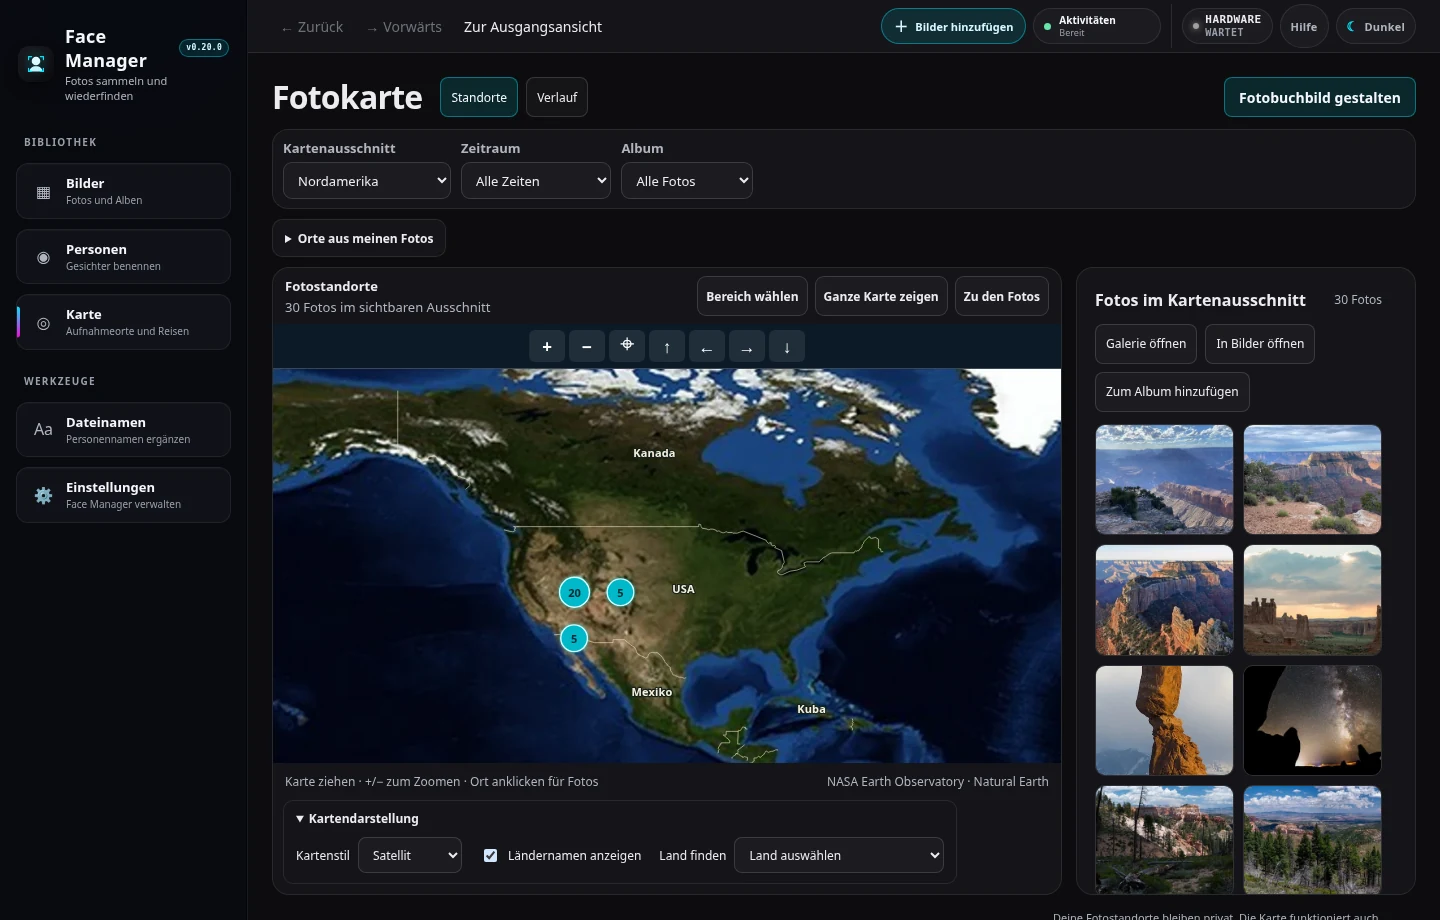 Face Manager
v0.20.0
Fotos sammeln und wiederfinden
BIBLIOTHEK
Bilder
Fotos und Alben
Personen
Gesichter benennen
Karte
Aufnahmeorte und Reisen
WERKZEUGE
Aa
Dateinamen
Personennamen ergänzen
Einstellungen
Face Manager verwalten
← Zurück
→ Vorwärts
Zur Ausgangsansicht
+ Bilder hinzufügen
Aktivitäten
Bereit
HARDWARE
WARTET
Hilfe
Dunkel
Fotokarte
Standorte
Verlauf
Fotobuchbild gestalten
Kartenausschnitt
Zeitraum
Album
Nordamerika
Alle Zeiten
Alle Fotos
Orte aus meinen Fotos
Fotostandorte
30 Fotos im sichtbaren Ausschnitt
Bereich wählen
Ganze Karte zeigen
Zu den Fotos
+ − ↑ ← → ↓
Kanada
USA
20
5
5
Mexiko
Kuba
Karte ziehen · +/− zum Zoomen · Ort anklicken für Fotos
NASA Earth Observatory · Natural Earth
Kartendarstellung
Kartenstil
Satellit
Ländernamen anzeigen
Land finden
Land auswählen
Fotos im Kartenausschnitt
30 Fotos
Galerie öffnen
In Bilder öffnen
Zum Album hinzufügen
Deine Fotostandorte bleiben privat. Die Karte funktioniert auch